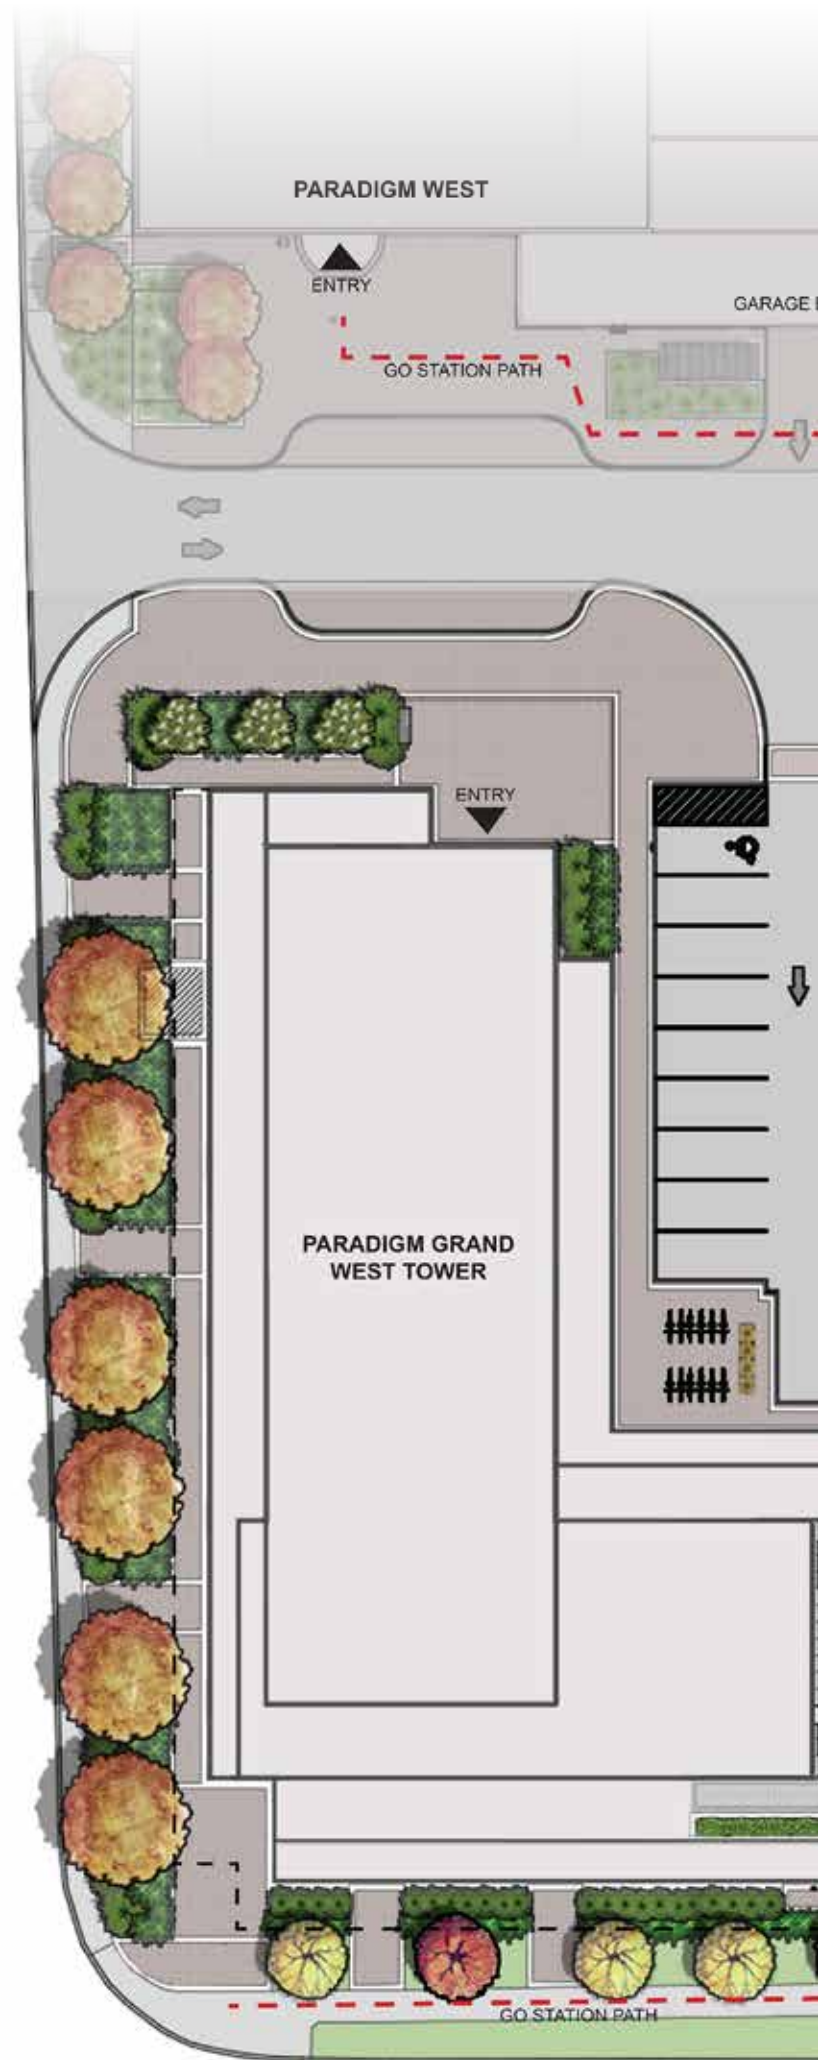 PARADIGM WEST
ENTRY
GARAGE
GO STATION PATH
ENTRY
PARADIGM GRAND
WEST TOWER
GO STATION PATH